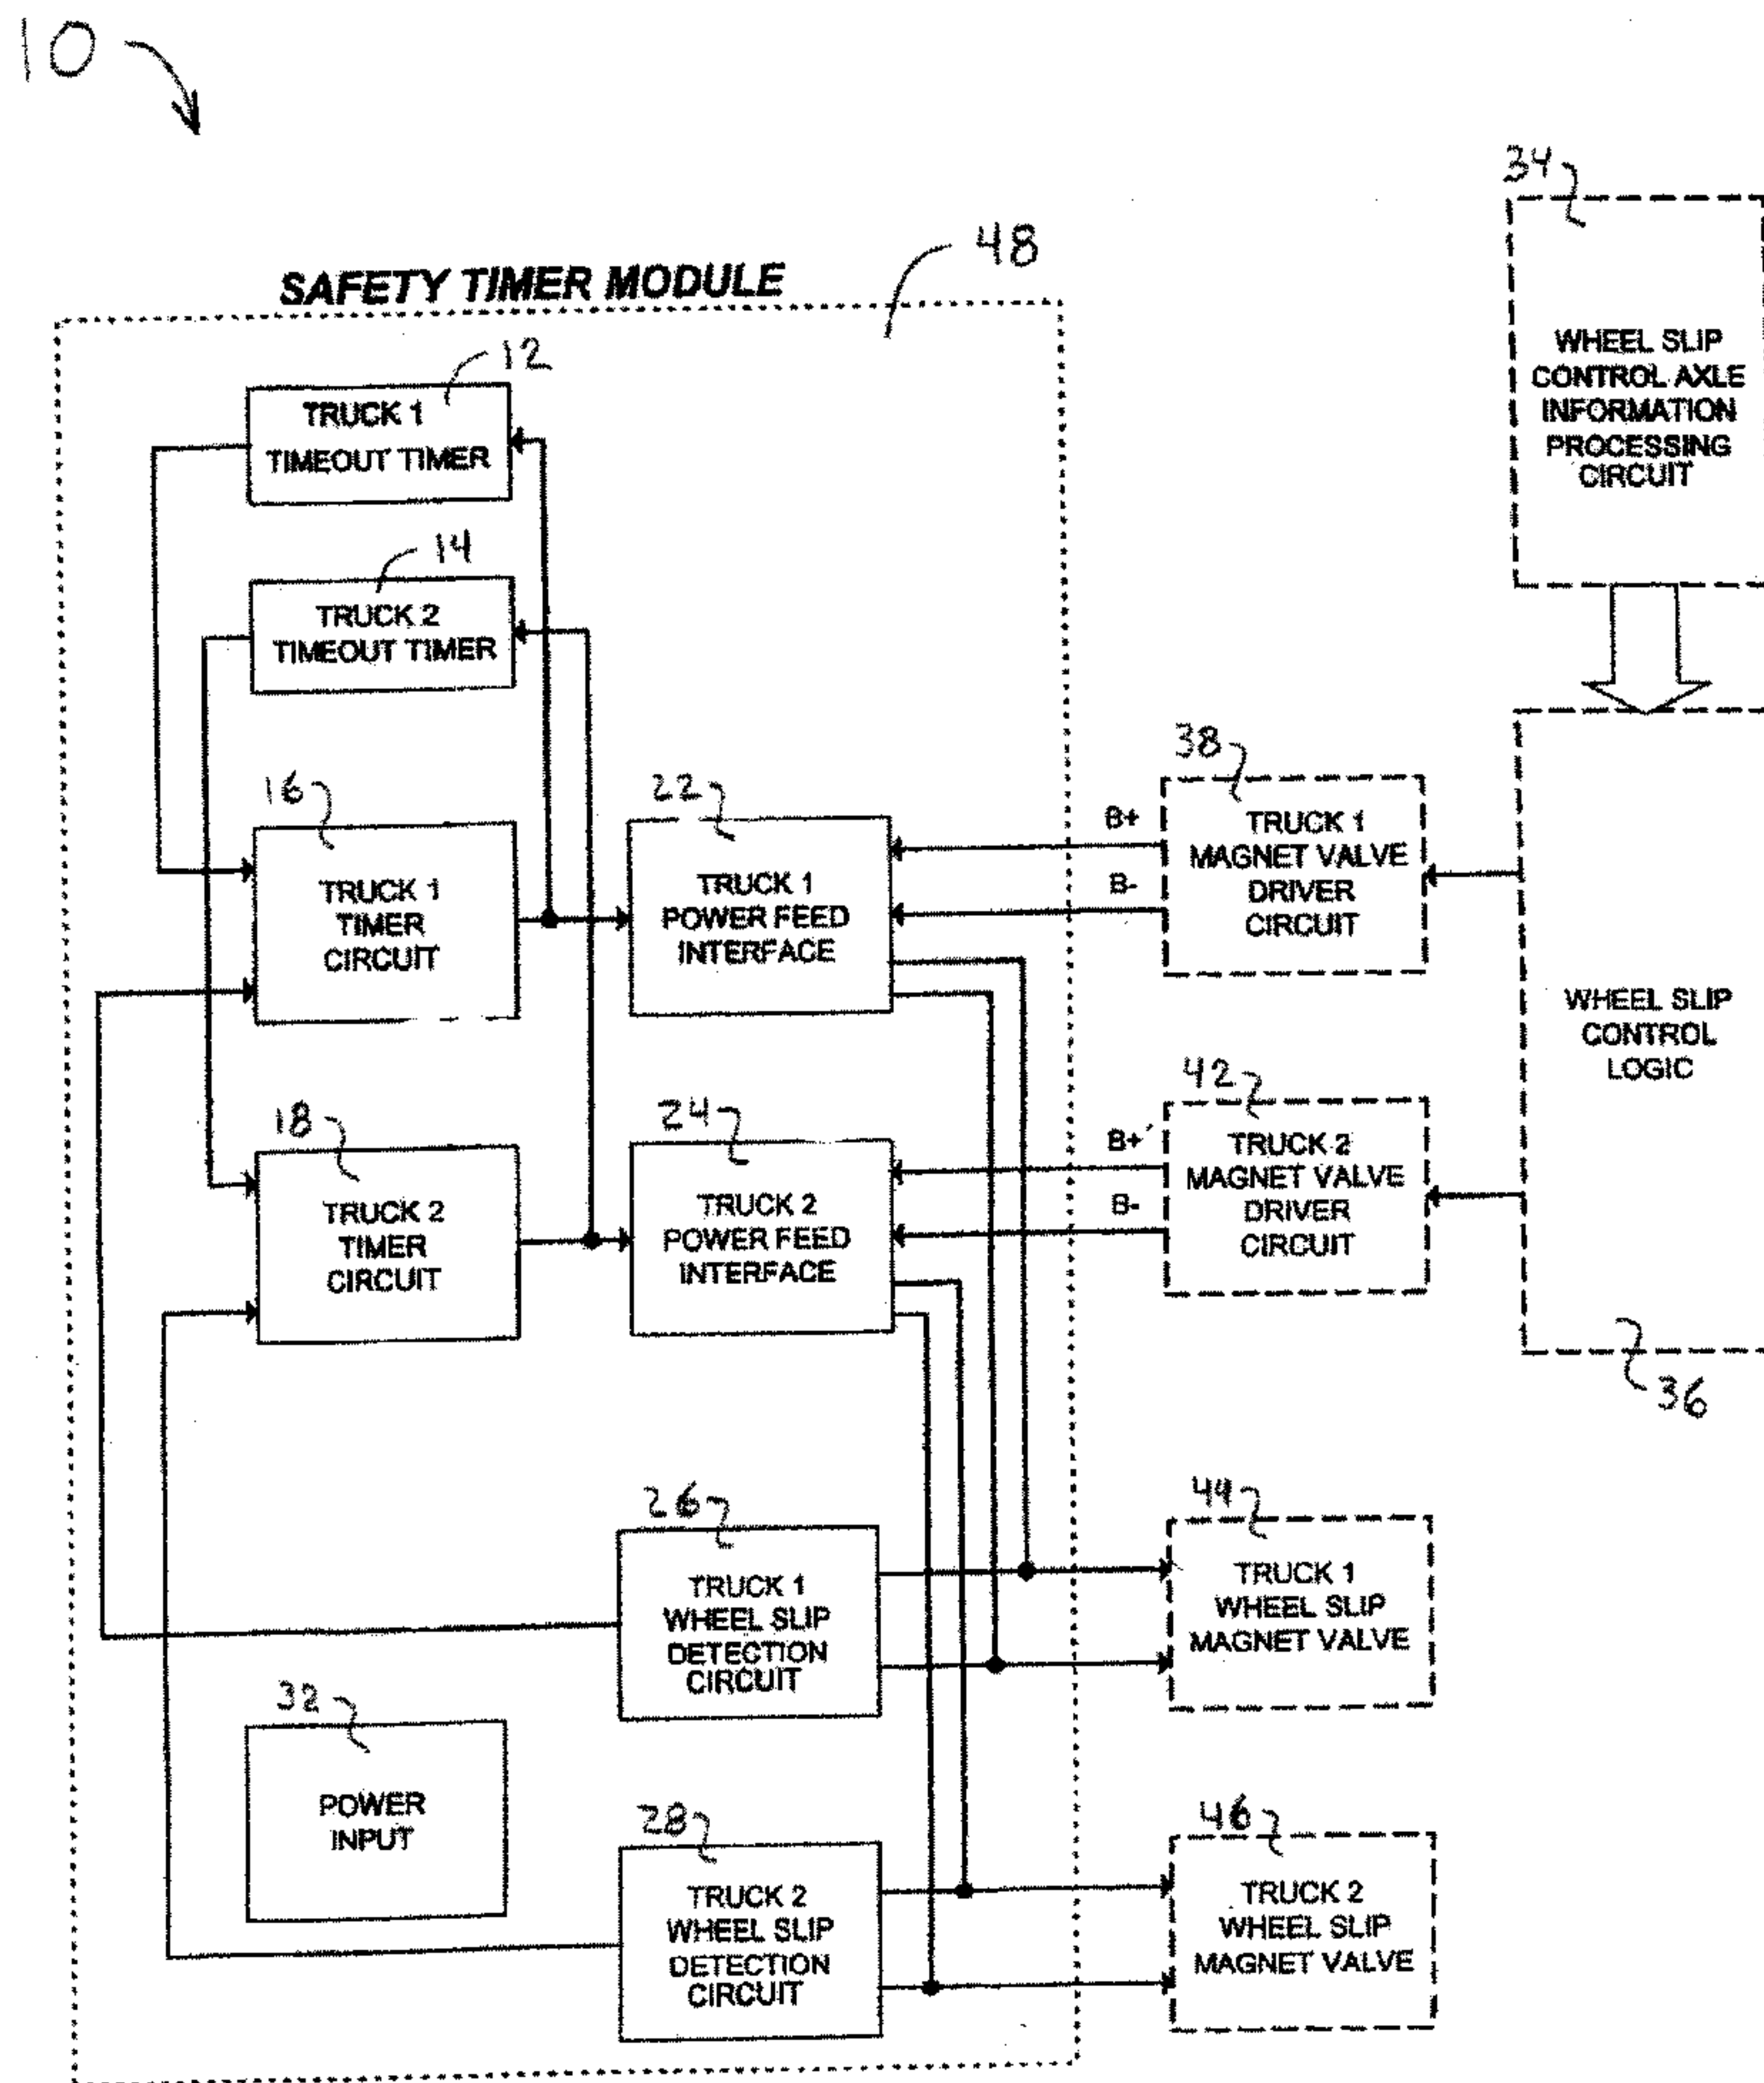 10
34
48
SAFETY TIMER MODULE
12
TRUCK 1
TIMEOUT TIMER
14
TRUCK 2
TIMEOUT TIMER
WHEEL SLIP
CONTROL AXLE
INFORMATION
PROCESSING
CIRCUIT
16
TRUCK 1
TIMER
CIRCUIT
22
TRUCK 1
POWER FEED
INTERFACE
B+
B-
38
TRUCK 1
MAGNET VALVE
DRIVER
CIRCUIT
WHEEL SLIP
CONTROL
LOGIC
36
18
TRUCK 2
TIMER
CIRCUIT
24
TRUCK 2
POWER FEED
INTERFACE
B+
B-
42
TRUCK 2
MAGNET VALVE
DRIVER
CIRCUIT
26
TRUCK 1
WHEEL SLIP
DETECTION
CIRCUIT
44
TRUCK 1
WHEEL SLIP
MAGNET VALVE
32
POWER
INPUT
28
TRUCK 2
WHEEL SLIP
DETECTION
CIRCUIT
46
TRUCK 2
WHEEL SLIP
MAGNET VALVE